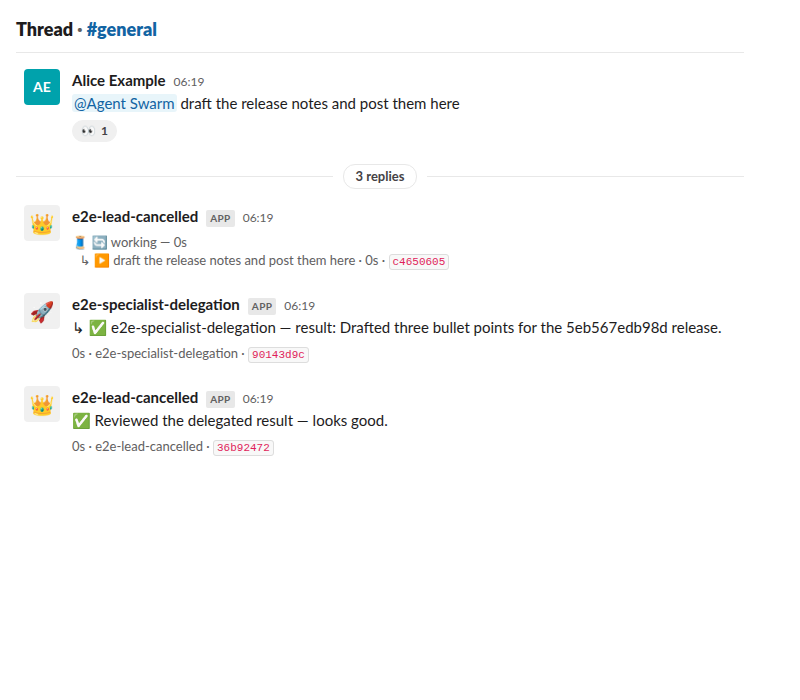 Thread • #general
AE
Alice Example 06:19
@Agent Swarm draft the release notes and post them here
👀 1
3 replies
e2e-lead-cancelled APP 06:19
🧵 🔄 working — 0s
↳ ▶️ draft the release notes and post them here · 0s · c4650605
e2e-specialist-delegation APP 06:19
↳ ✅ e2e-specialist-delegation — result: Drafted three bullet points for the 5eb567edb98d release.
0s · e2e-specialist-delegation · 90143d9c
e2e-lead-cancelled APP 06:19
✅ Reviewed the delegated result — looks good.
0s · e2e-lead-cancelled · 36b92472